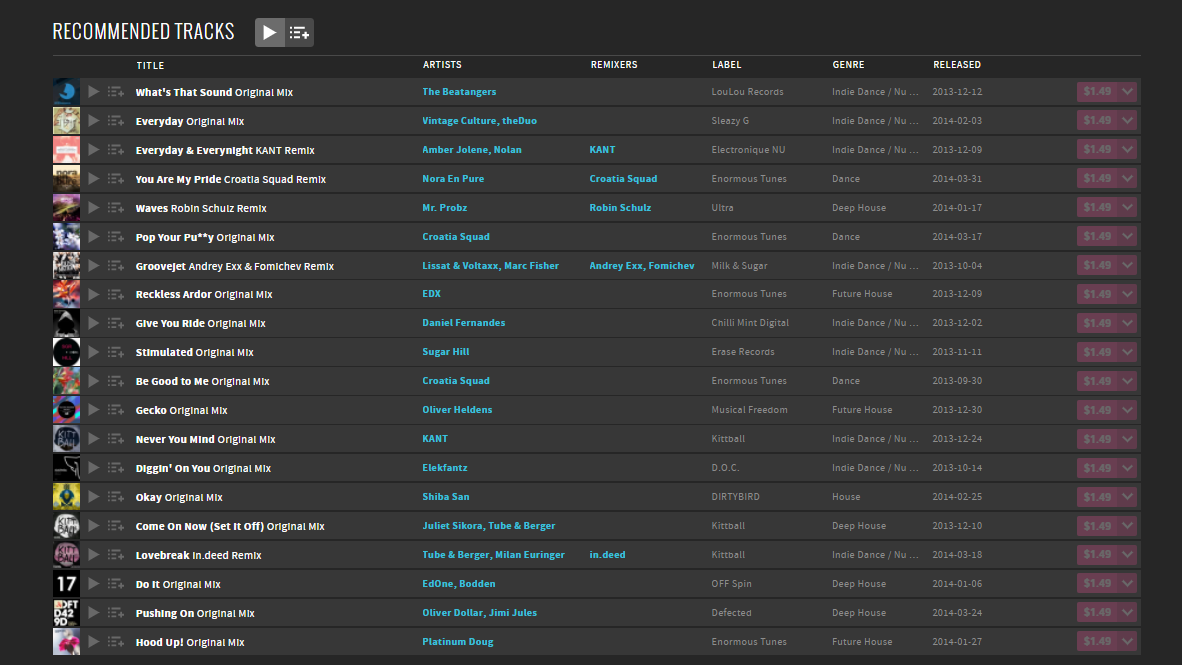 RECOMMENDED TRACKS
TITLE ARTISTS REMIXERS LABEL GENRE RELEASED
What's That Sound Original Mix The Beatangers LouLou Records Indie Dance / Nu ... 2013-12-12 $1.49
Everyday Original Mix Vintage Culture, theDuo Sleazy G Indie Dance / Nu ... 2014-02-03 $1.49
Everyday & Everynight KANT Remix Amber Jolene, Nolan KANT Electronique NU Indie Dance / Nu ... 2013-12-09 $1.49
You Are My Pride Croatia Squad Remix Nora En Pure Croatia Squad Enormous Tunes Dance 2014-03-31 $1.49
Waves Robin Schulz Remix Mr. Probz Robin Schulz Ultra Deep House 2014-01-17 $1.49
Pop Your Pu**y Original Mix Croatia Squad Enormous Tunes Dance 2014-03-17 $1.49
Groovejet Andrey Exx & Fomichev Remix Lissat & Voltaxx, Marc Fisher Andrey Exx, Fomichev Milk & Sugar Indie Dance / Nu ... 2013-10-04 $1.49
Reckless Ardor Original Mix EDX Enormous Tunes Future House 2013-12-09 $1.49
Give You Ride Original Mix Daniel Fernandes Chilli Mint Digital Indie Dance / Nu ... 2013-12-02 $1.49
Stimulated Original Mix Sugar Hill Erase Records Indie Dance / Nu ... 2013-11-11 $1.49
Be Good to Me Original Mix Croatia Squad Enormous Tunes Dance 2013-09-30 $1.49
Gecko Original Mix Oliver Heldens Musical Freedom Future House 2013-12-30 $1.49
KITT BALL Never You Mind Original Mix KANT Kittball Indie Dance / Nu ... 2013-12-24 $1.49
Diggin' On You Original Mix Elekfantz D.O.C. Indie Dance / Nu ... 2013-10-14 $1.49
Okay Original Mix Shiba San DIRTYBIRD House 2014-02-25 $1.49
KITT BALL Come On Now (Set It Off) Original Mix Juliet Sikora, Tube & Berger Kittball Deep House 2013-12-10 $1.49
KITT BALL Lovebreak in.deed Remix Tube & Berger, Milan Euringer in.deed Kittball Indie Dance / Nu ... 2014-03-18 $1.49
17 Do It Original Mix EdOne, Bodden OFF Spin Deep House 2014-01-06 $1.49
DFT D42 9D Pushing On Original Mix Oliver Dollar, Jimi Jules Defected Deep House 2014-03-24 $1.49
Hood Up! Original Mix Platinum Doug Enormous Tunes Future House 2014-01-27 $1.49